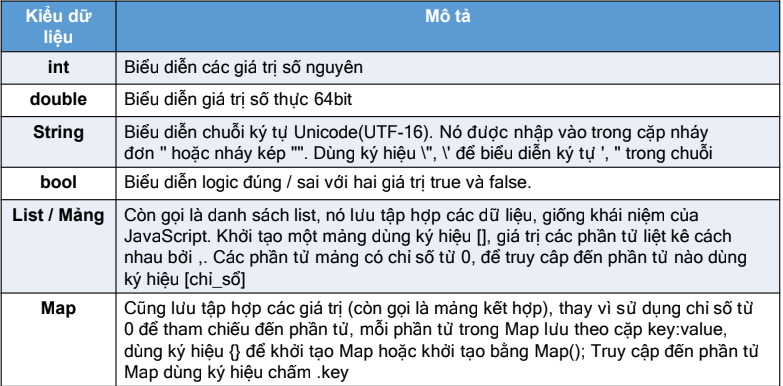 Kiểu dữ
liệu
Mô tả
int
Biểu diễn các giá trị số nguyên
double
Biểu diễn giá trị số thực 64bit
String
Biểu diễn chuỗi ký tự Unicode(UTF-16). Nó được nhập vào trong cặp nháy
đơn '' hoặc nháy kép "". Dùng ký hiệu \", \' để biểu diễn ký tự ', " trong chuỗi
bool
Biểu diễn logic đúng / sai với hai giá trị true và false.
List / Mảng
Còn gọi là danh sách list, nó lưu tập hợp các dữ liệu, giống khái niệm của
JavaScript. Khởi tạo một mảng dùng ký hiệu [], giá trị các phần tử liệt kê cách
nhau bởi ,. Các phần tử mảng có chỉ số từ 0, để truy câp đến phần tử nào dùng
ký hiệu [chỉ_số]
Map
Cũng lưu tập hợp các giá trị (còn gọi là mảng kết hợp), thay vì sử dụng chỉ số từ
0 để tham chiếu đến phần tử, mỗi phần tử trong Map lưu theo cặp key:value,
dùng ký hiệu {} để khởi tạo Map hoặc khởi tạo bằng Map(); Truy cập đến phần tử
Map dùng ký hiệu chấm .key